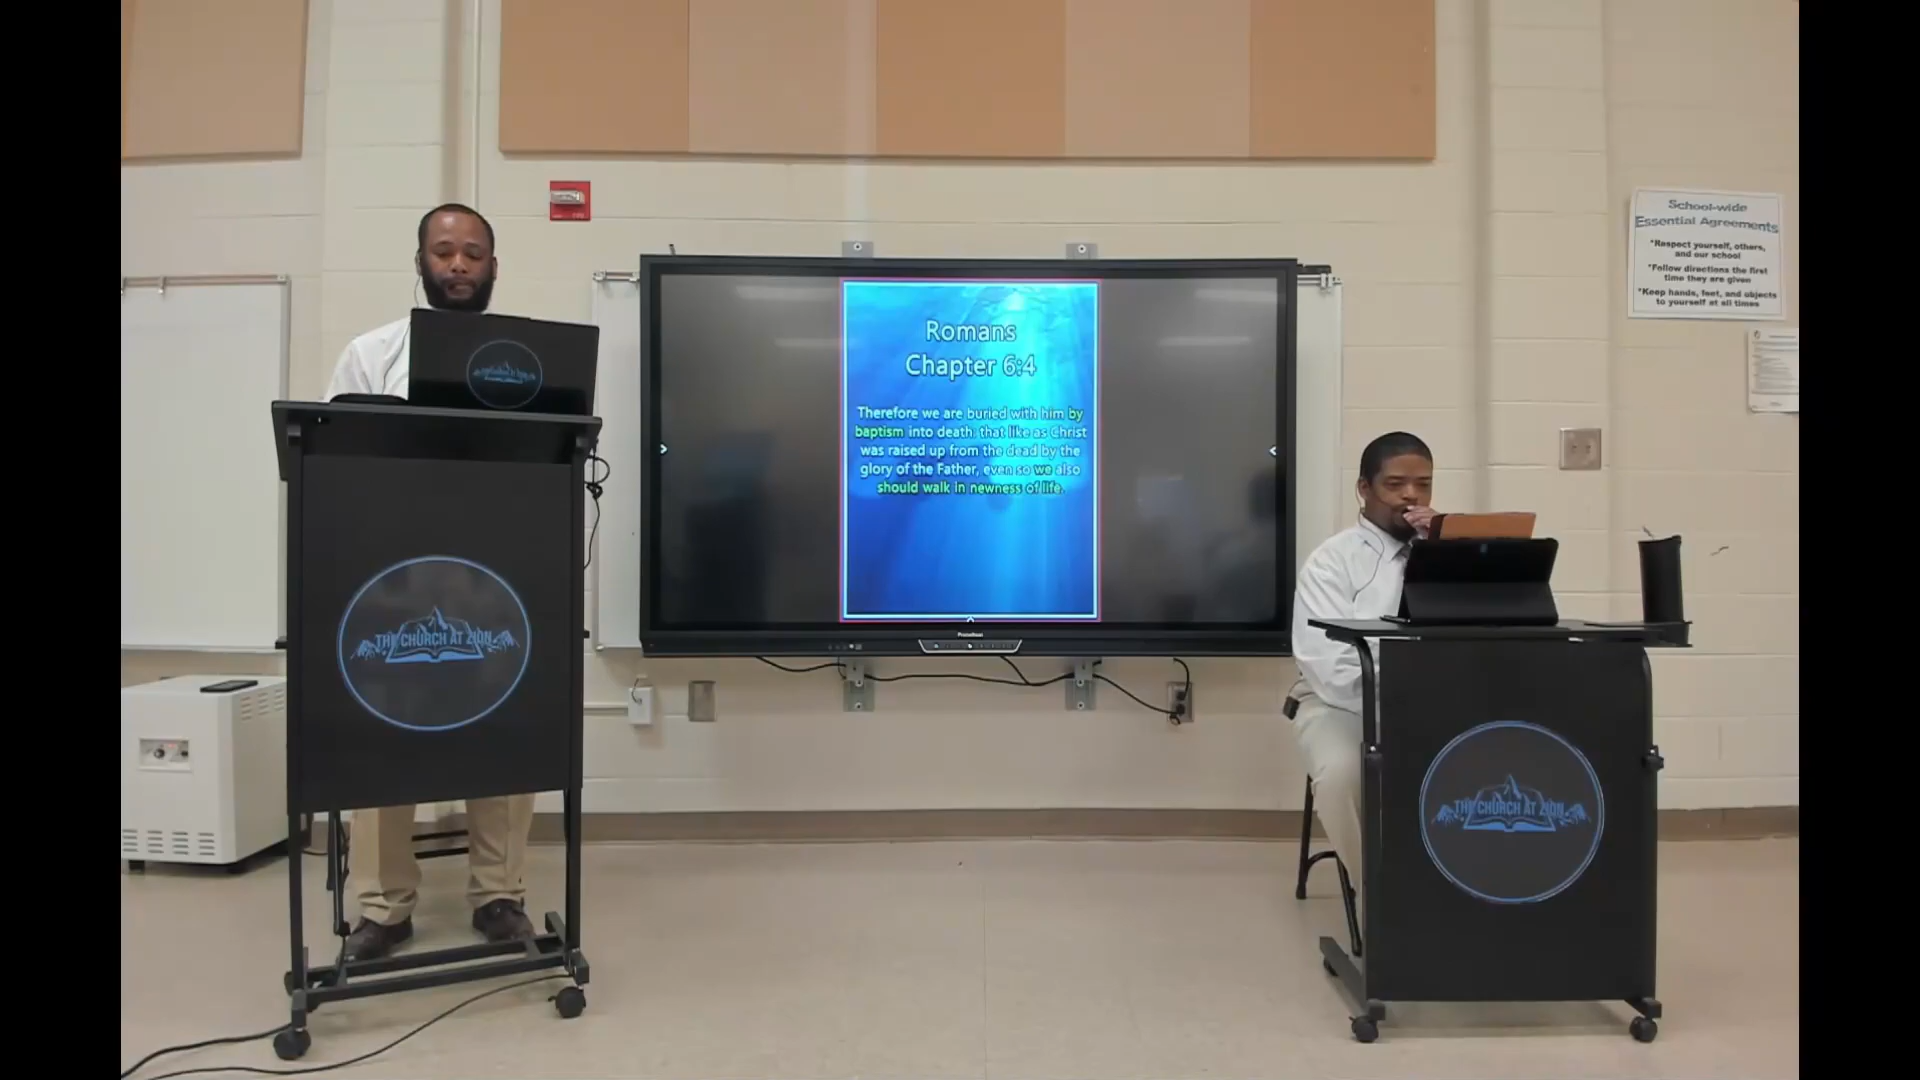 School-wide
Essential Agreements
*Respect yourself, others,
and our school
*Follow directions the first
time they are given
*Keep hands, feet, and objects
to yourself at all times
Romans
Chapter 6:4
Therefore we are buried with him by
baptism into death: that like as Christ
was raised up from the dead by the
glory of the Father, even so we also
should walk in newness of life.
Promethean
THE CHURCH AT ZION
THE CHURCH AT ZION